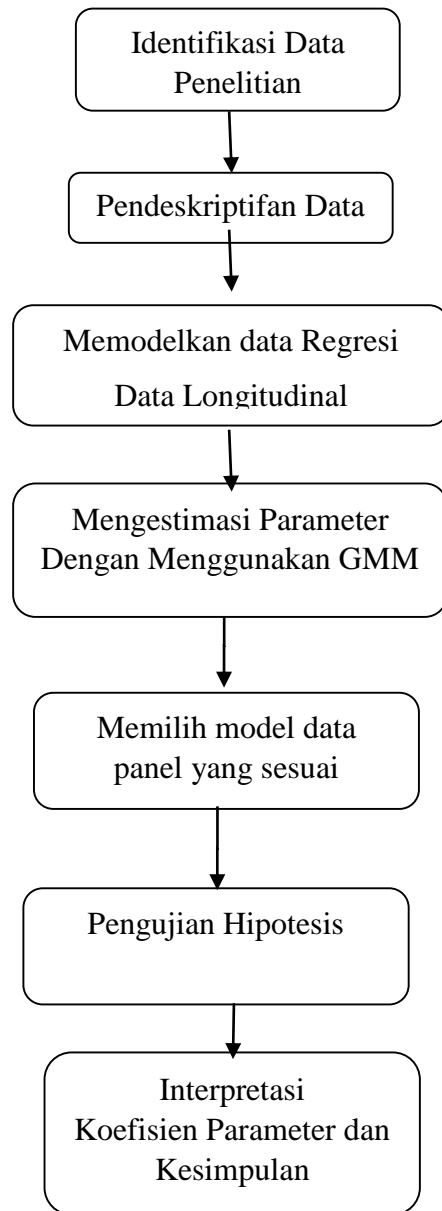 Identifikasi Data
Penelitian
Pendeskriptifan Data
Memodelkan data Regresi
Data Longitudinal
Mengestimasi Parameter
Dengan Menggunakan GMM
Memilih model data
panel yang sesuai
Pengujian Hipotesis
Interpretasi
Koefisien Parameter dan
Kesimpulan